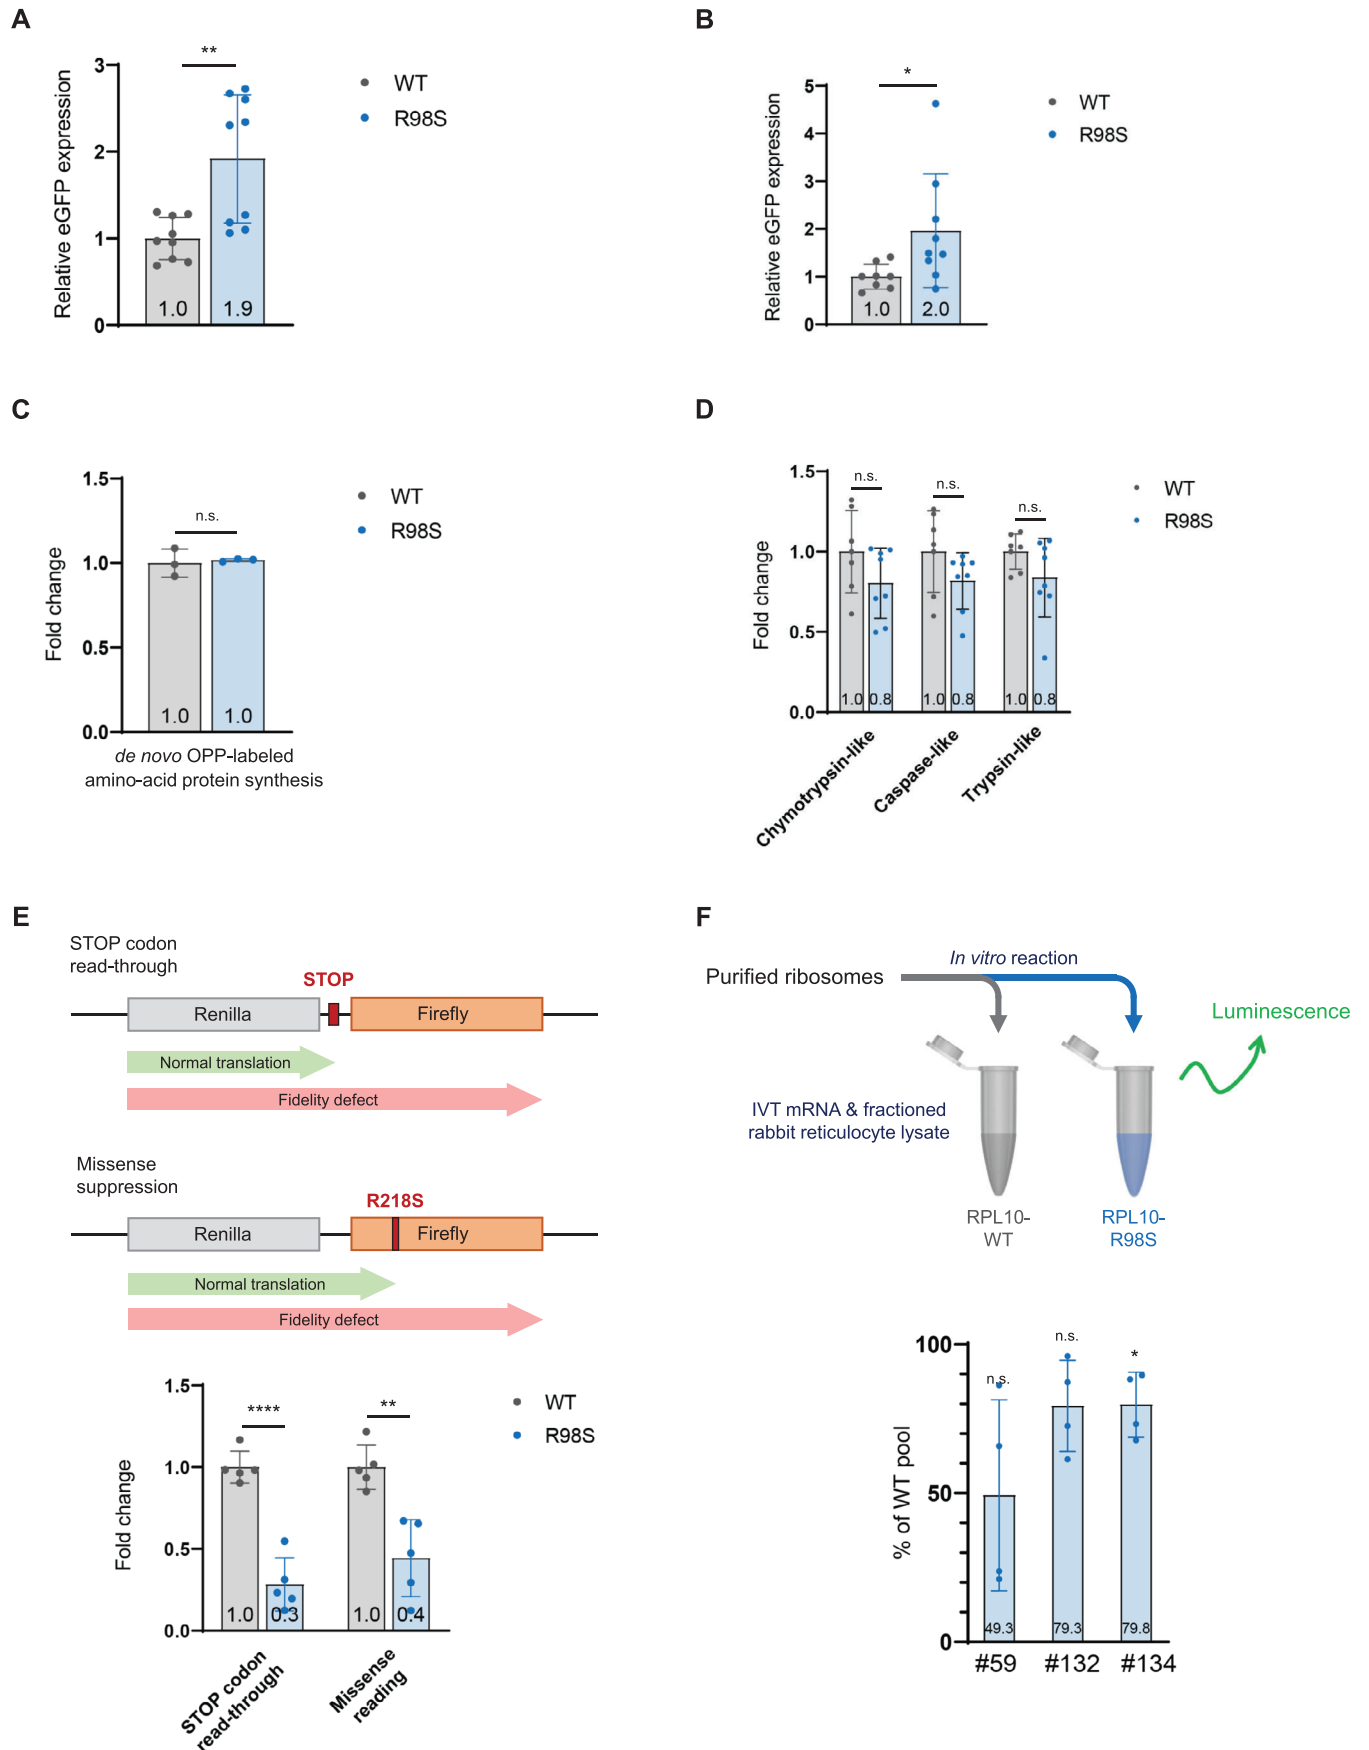 A
**
3
2
1
0
Relative eGFP expression
1.0
1.9
WT
R98S
B
*
5
4
3
2
1
0
Relative eGFP expression
1.0
2.0
WT
R98S
C
1.5
1.0
0.5
0.0
Fold change
n.s.
1.0
1.0
WT
R98S
de novo OPP-labeled
amino-acid protein synthesis
D
1.5
1.0
0.5
0.0
Fold change
n.s.
n.s.
n.s.
1.0
0.8
1.0
0.8
1.0
0.8
WT
R98S
Chymotrypsin-like
Caspase-like
Trypsin-like
E
STOP codon
read-through
STOP
Renilla
Firefly
Normal translation
Fidelity defect
Missense
suppression
R218S
Renilla
Firefly
Normal translation
Fidelity defect
1.5
1.0
0.5
0.0
Fold change
****
**
1.0
0.3
1.0
0.4
WT
R98S
STOP codon
read-through
Missense
reading
F
In vitro reaction
Purified ribosomes
Luminescence
IVT mRNA & fractioned
rabbit reticulocyte lysate
RPL10-
WT
RPL10-
R98S
100
50
0
% of WT pool
n.s.
n.s.
*
49.3
79.3
79.8
#59
#132
#134